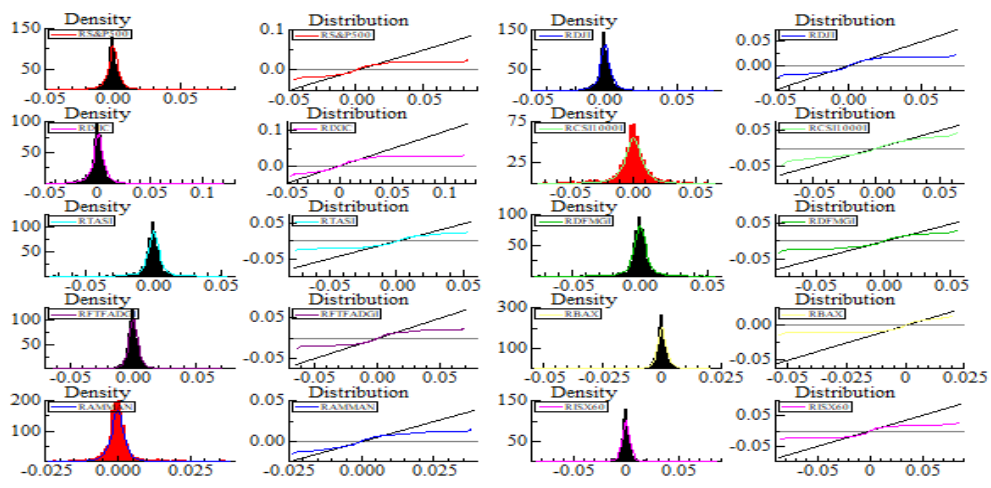 Density Distribution Density Distribution
150 RS&P500 0.1 RS&P500 150 RDJI 0.05 RDJI
50 0.0 50 0.00
-0.05 0.00 0.05 -0.05 0.00 0.05 -0.05 0.00 0.05 -0.05 0.00 0.05
Density Distribution Density Distribution
100 RIXIC 0.1 RIXIC 75 0.05
50 0.0 25 -0.05
-0.05 0.00 0.05 0.1 -0.05 0 0.05 0.1 -0.05 0.00 0.05 -0.05 0.00 0.05
Density Distribution Density Distribution
100 RTASI 0.05 RTASI 100 RDFMGI 0.05 RDFMGI
50 -0.05 50 -0.05
-0.05 0.00 0.05 -0.05 0.00 0.05 -0.05 0.00 0.05 -0.05 0.00 0.05
Density Distribution Density Distribution
100 RFTFADGI 0.05 RFTFADGI 300 RBAX 0.00 RBAX
50 -0.05 100 -0.05
-0.05 0.00 0.05 -0.05 0.00 0.05 -0.05 -0.025 0 0.025 -0.05 0 0.025
Density Distribution Density Distribution
200 RAMMAN RAMMAN 150 RISX60 0.05 RISX60
100 0.00 50 -0.05
-0.025 0.000 0.025 -0.025 0.000 0.025 -0.05 0 0.05 -0.05 0 0.05